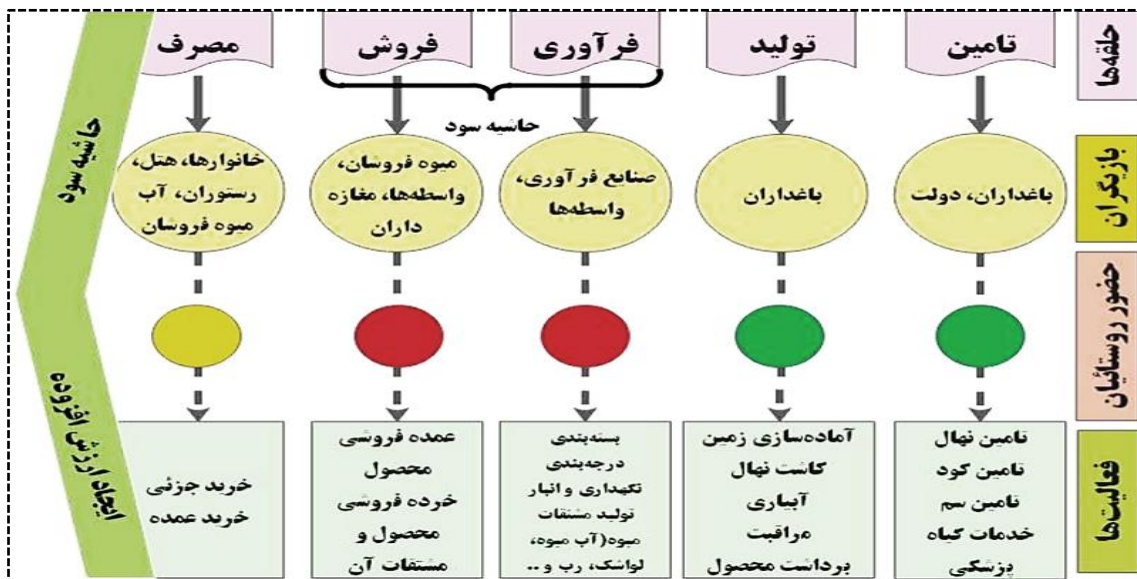 حلقه‌ها
تامین
تولید
فرآوری
فروش
مصرف
حاشیه سود
بازیگران
باغداران، دولت
باغداران
صنایع فرآوری،
واسطه‌ها
میوه فروشان،
واسطه‌ها، مغازه
داران
خانوارها، هتل،
رستوران، آب
میوه فروشان
حضور روستائیان
فعالیت‌ها
تامین نهال
تامین کود
تامین سم
خدمات گیاه
پزشکی
آماده‌سازی زمین
کاشت نهال
آبیاری
مراقبت
برداشت محصول
بسته‌بندی
درجه‌بندی
نگهداری و انبار
تولید مشتقات
میوه(آب میوه،
لواشک، رب و ..
عمده فروشی
محصول
خرده فروشی
محصول و
مشتقات آن
خرید جزئی
خرید عمده
حاشیه سود
ایجاد ارزش افزوده